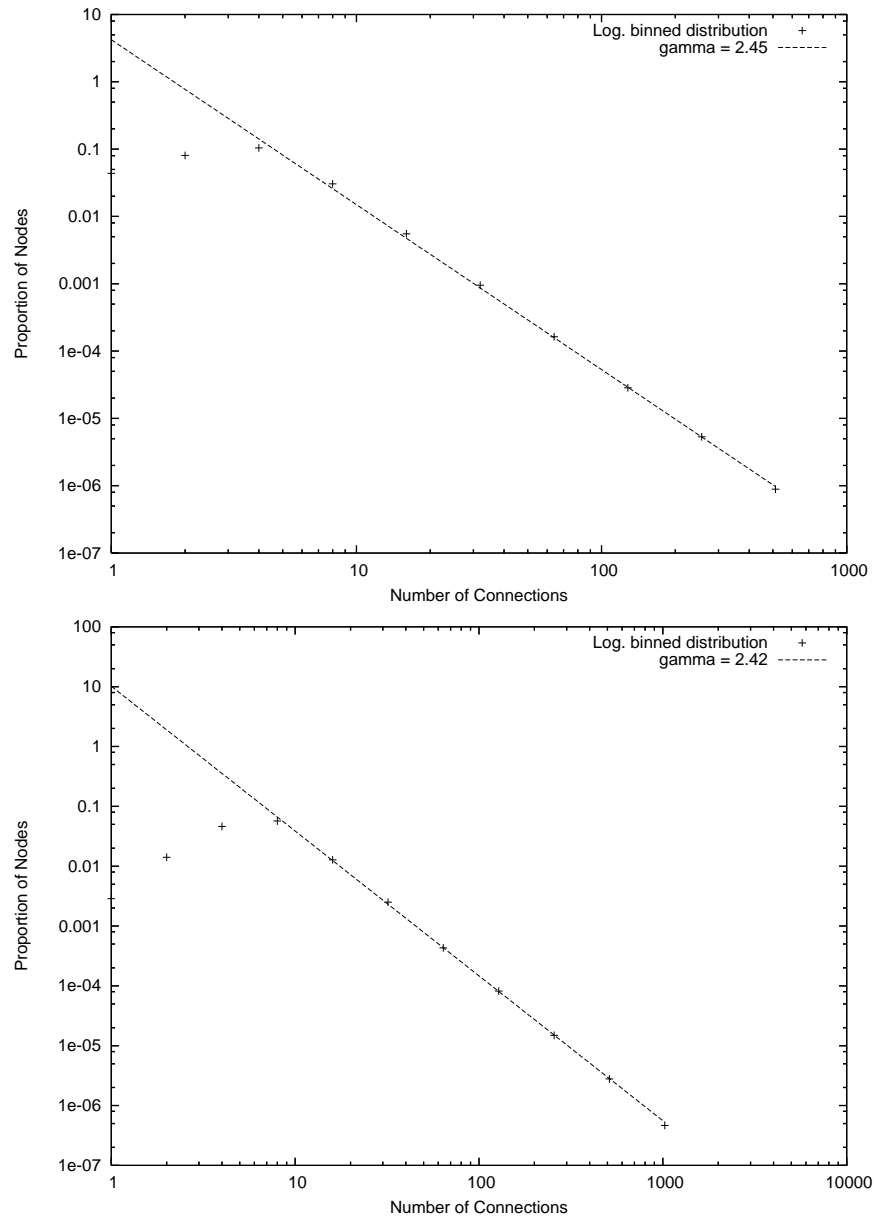 10
1
0.1
0.01
0.001
1e-04
1e-05
1e-06
1e-07
Proportion of Nodes
Log. binned distribution
gamma = 2.45
1 10 100 1000
Number of Connections
100
10
1
0.1
0.01
0.001
1e-04
1e-05
1e-06
1e-07
Proportion of Nodes
Log. binned distribution
gamma = 2.42
1 10 100 1000 10000
Number of Connections